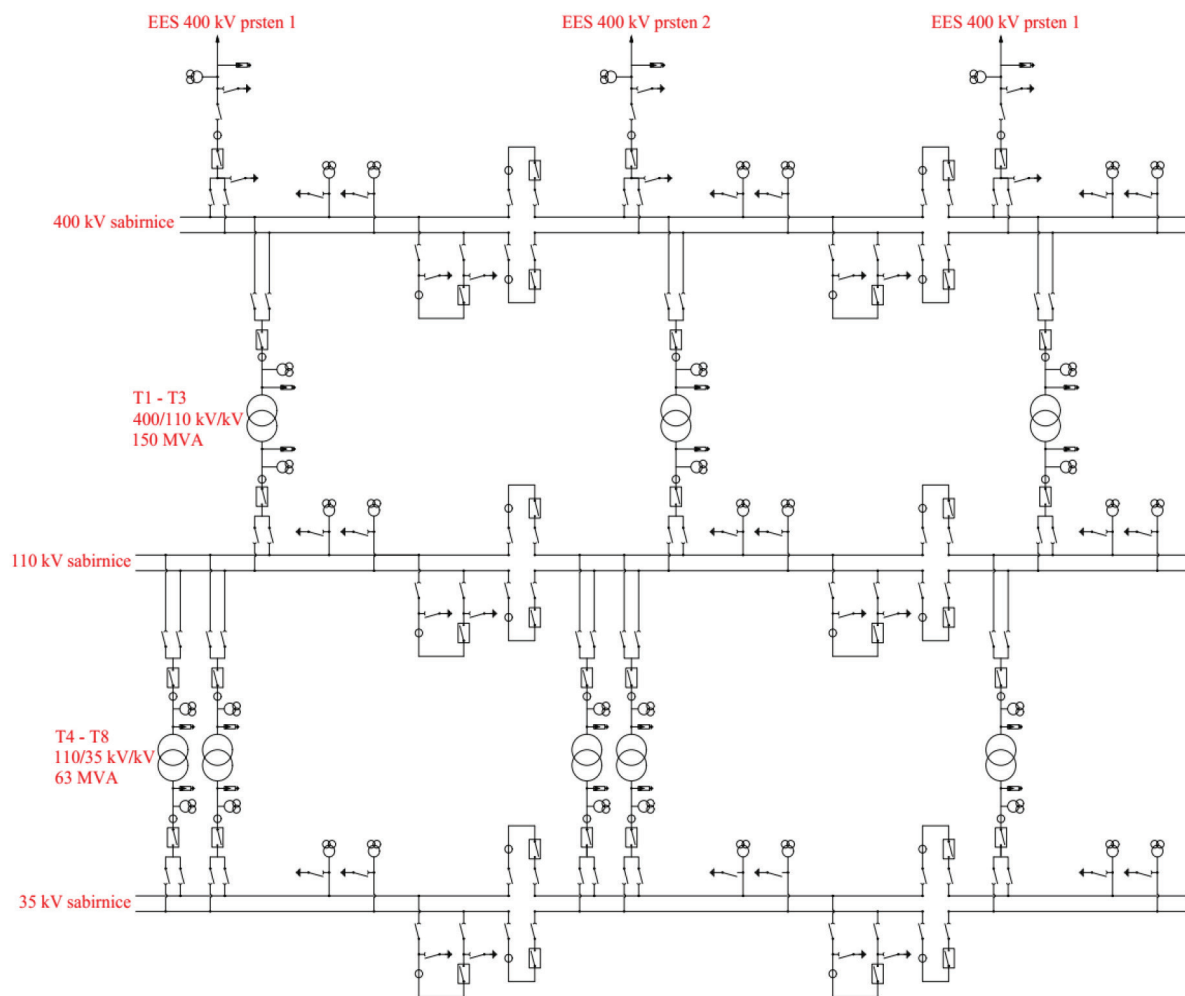 EES 400 kV prsten 1
EES 400 kV prsten 2
EES 400 kV prsten 1
400 kV sabirnice
T1 - T3
400/110 kV/kV
150 MVA
110 kV sabirnice
T4 - T8
110/35 kV/kV
63 MVA
35 kV sabirnice